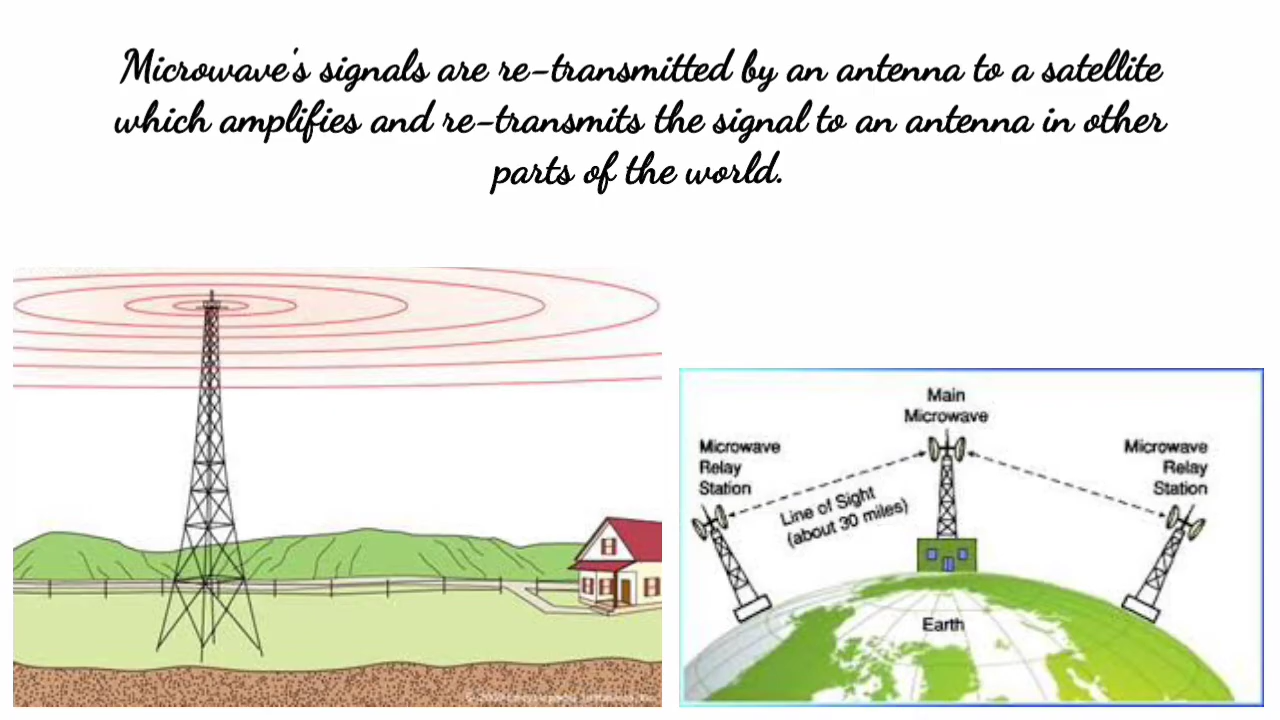 Microwave's signals are re-transmitted by an antenna to a satellite
which amplifies and re-transmits the signal to an antenna in other
parts of the world.
Main
Microwave
Microwave
Relay
Station
Microwave
Relay
Station
Line of Sight
(about 30 miles)
Earth